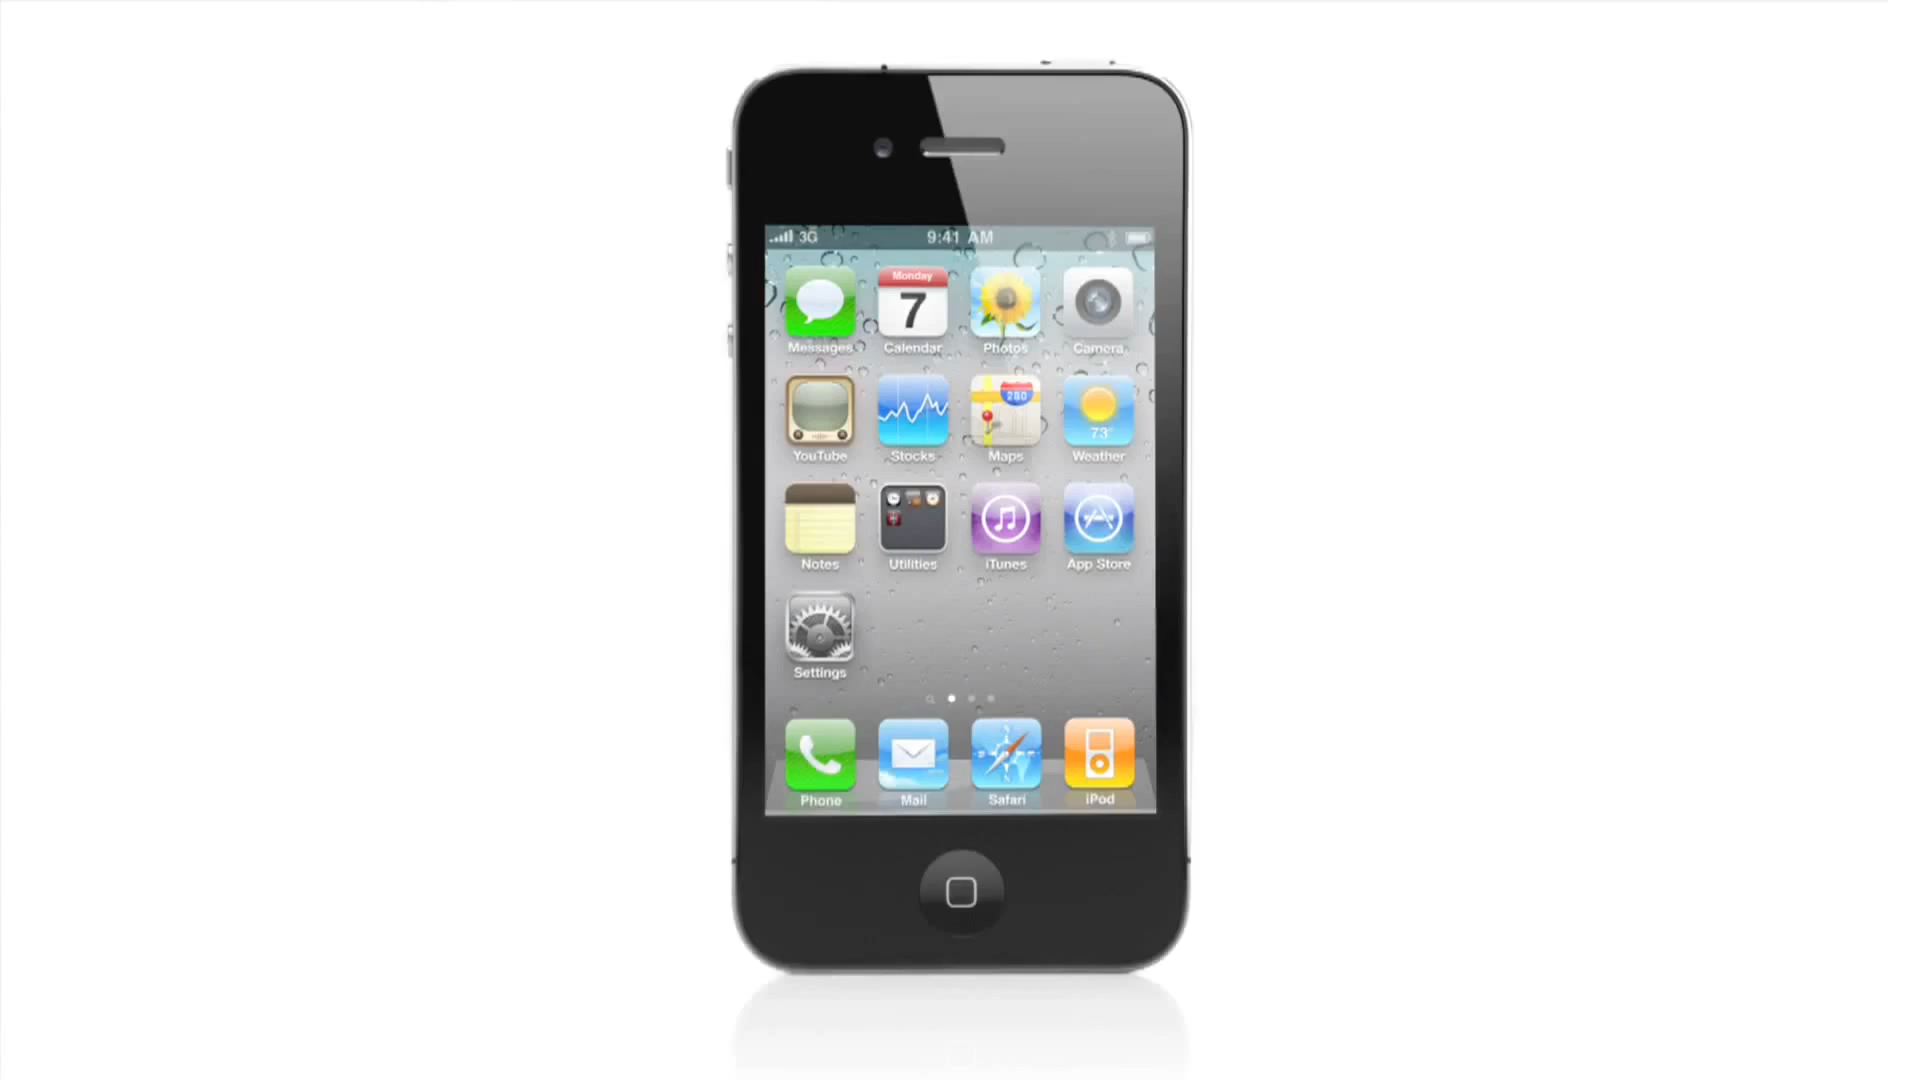 3G 9:41 AM
Monday
7
Messages Calendar Photos Camera
280
73°
YouTube Stocks Maps Weather
Notes Utilities iTunes App Store
Settings
N
Phone Mail Safari iPod